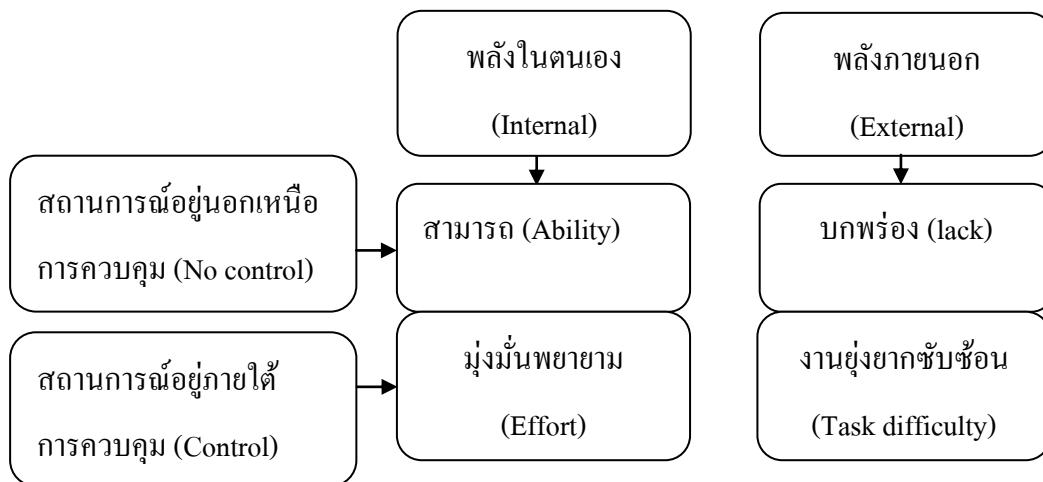 พลังในตนเอง
(Internal)
พลังภายนอก
(External)
สถานการณ์อยู่นอกเหนือ
การควบคุม (No control)
สามารถ (Ability)
บกพร่อง (lack)
สถานการณ์อยู่ภายใต้
การควบคุม (Control)
มุ่งมั่นพยายาม
(Effort)
งานยุ่งยากซับซ้อน
(Task difficulty)